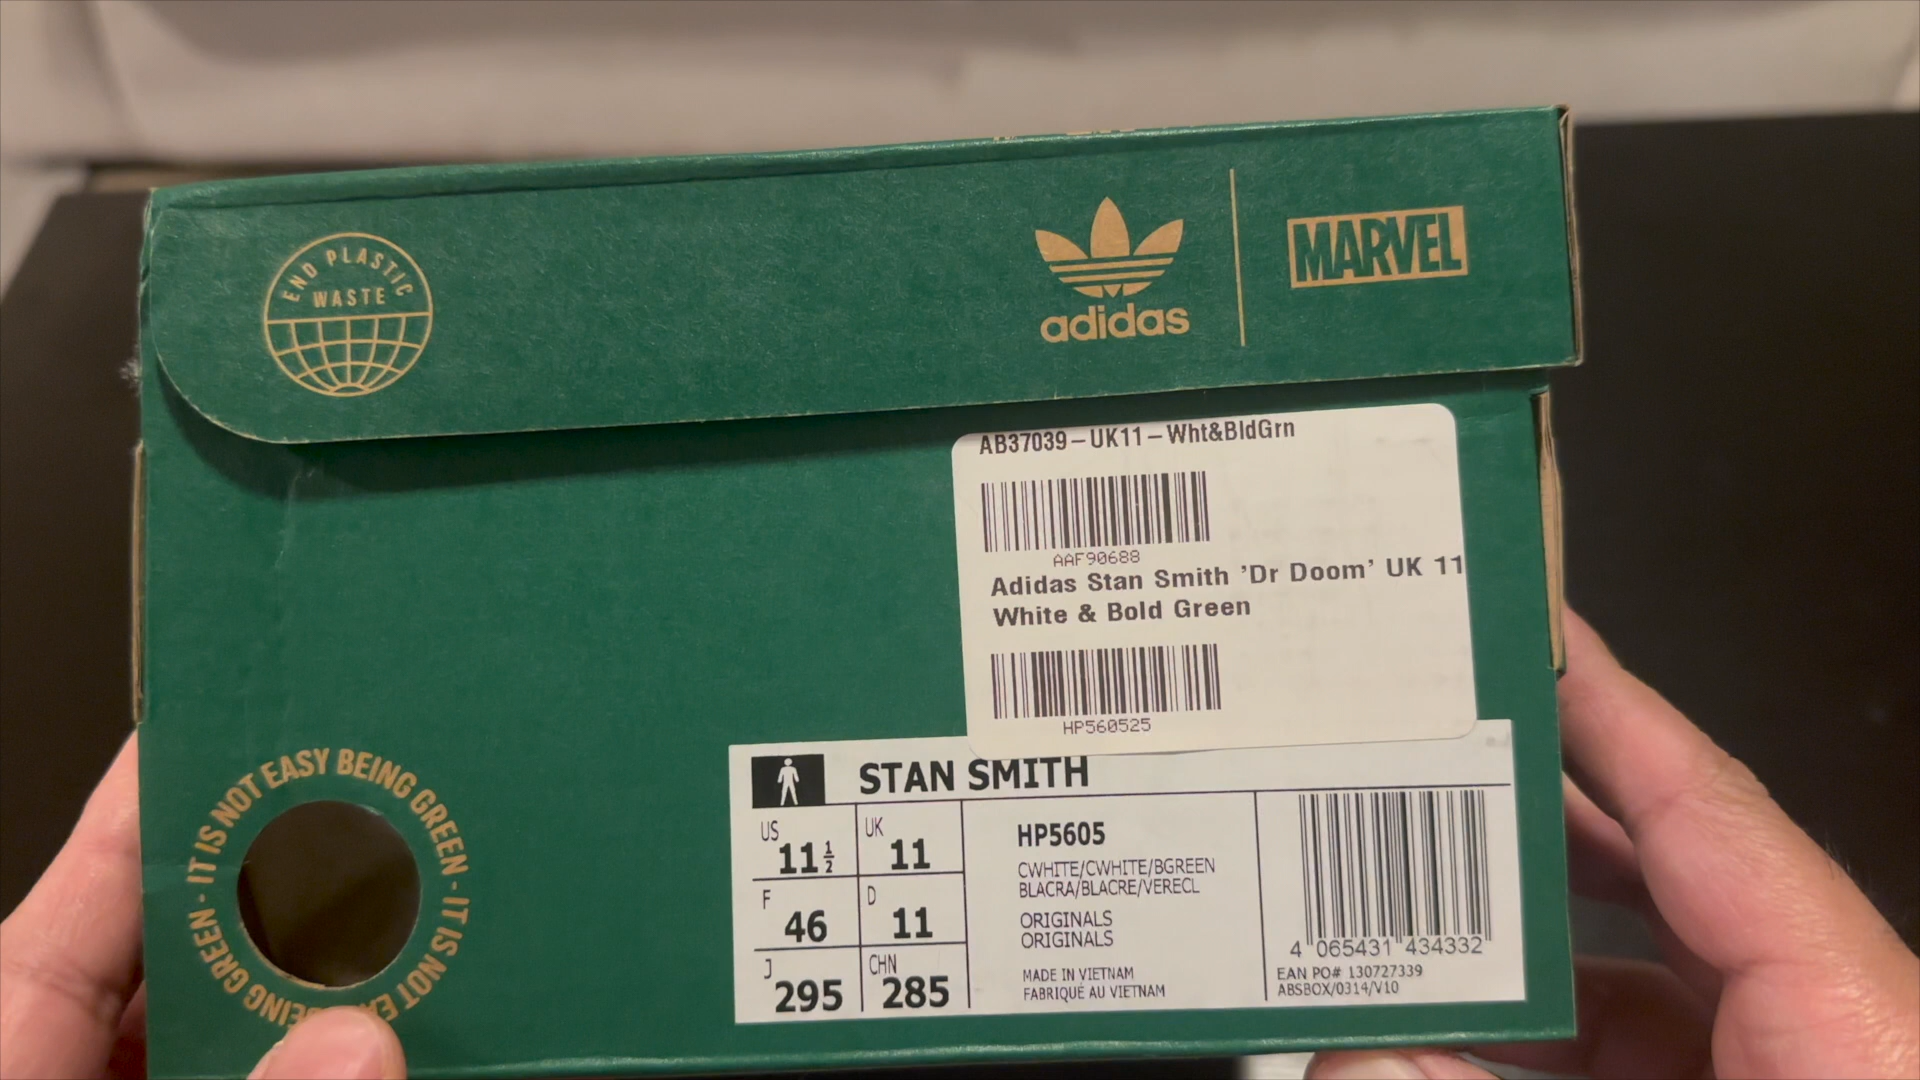 END PLASTIC
WASTE
adidas
MARVEL
AB37039-UK11-Wht&BldGrn
AAF90688
Adidas Stan Smith 'Dr Doom' UK 11
White & Bold Green
HP560525
STAN SMITH
US 11½
UK 11
F 46
D 11
J 295
CHN 285
HP5605
CWHITE/CWHITE/BGREEN
BLACRA/BLACRE/VERECL
ORIGINALS
ORIGINALS
MADE IN VIETNAM
FABRIQUÉ AU VIETNAM
4 065431 434332
EAN PO# 130727339
ABSBOX/0314/V10
IT IS NOT EASY BEING GREEN - IT IS NOT BEING GREEN -